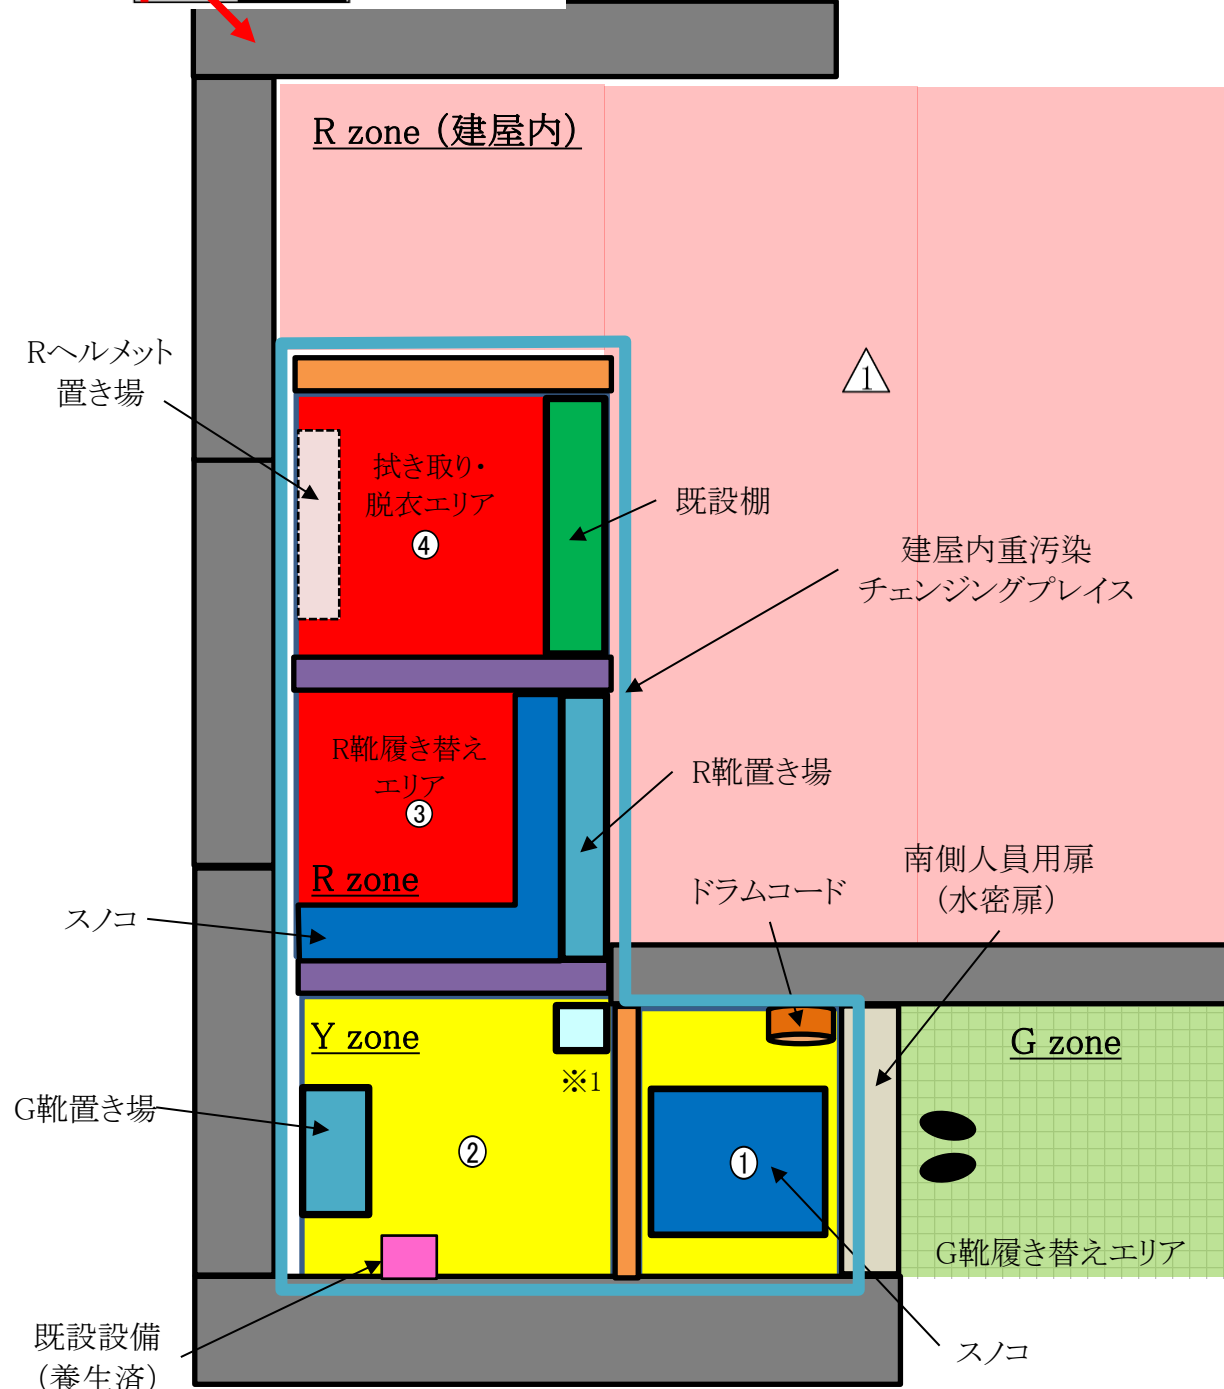 R zone (建屋内)
Rヘルメット
置き場
1
拭き取り・
脱衣エリア
④
既設棚
建屋内重汚染
チェンジングプレイス
R靴履き替え
エリア
③
R靴置き場
R zone
南側人員用扉
(水密扉)
ドラムコード
スノコ
Y zone
G zone
※1
G靴置き場
②
①
G靴履き替えエリア
既設設備
(養生済)
スノコ